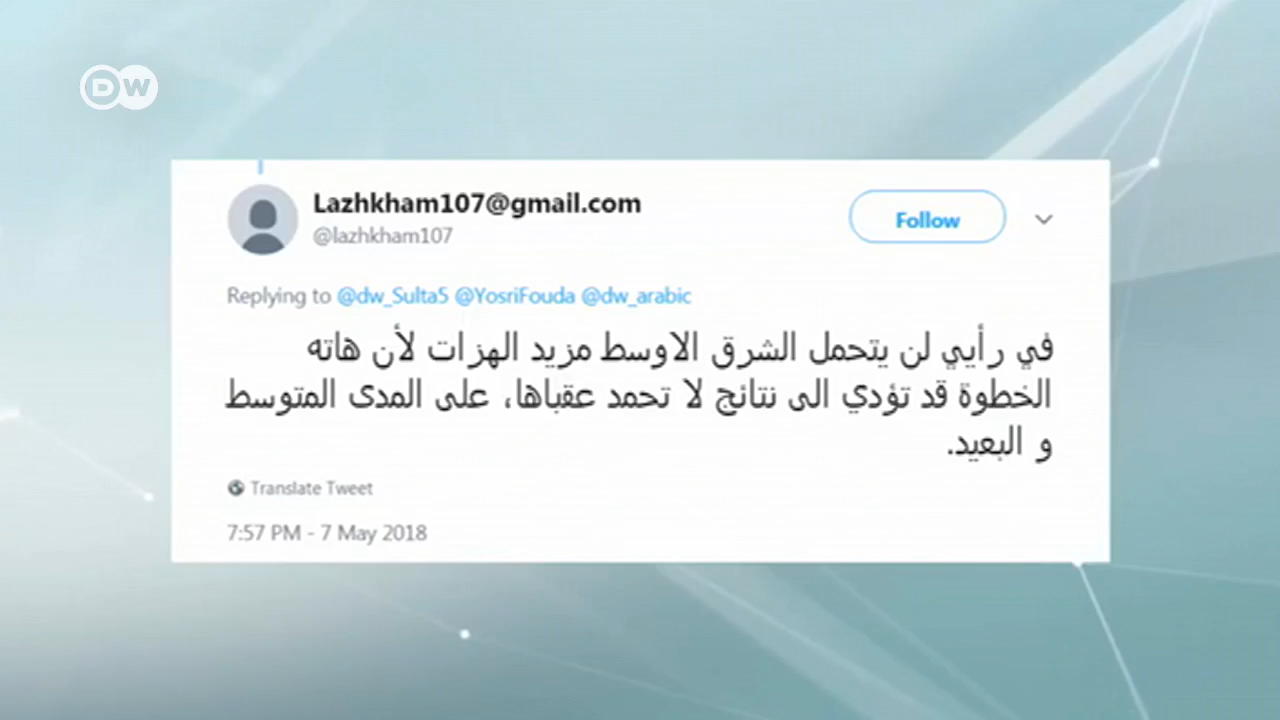 DW
Lazhkham107@gmail.com
@lazhkham107
Follow
Replying to @dw_Sulta5 @YosriFouda @dw_arabic
في رأيي لن يتحمل الشرق الاوسط مزيد الهزات لأن هاته
الخطوة قد تؤدي الى نتائج لا تحمد عقباها، على المدى المتوسط
و البعيد.
Translate Tweet
7:57 PM - 7 May 2018